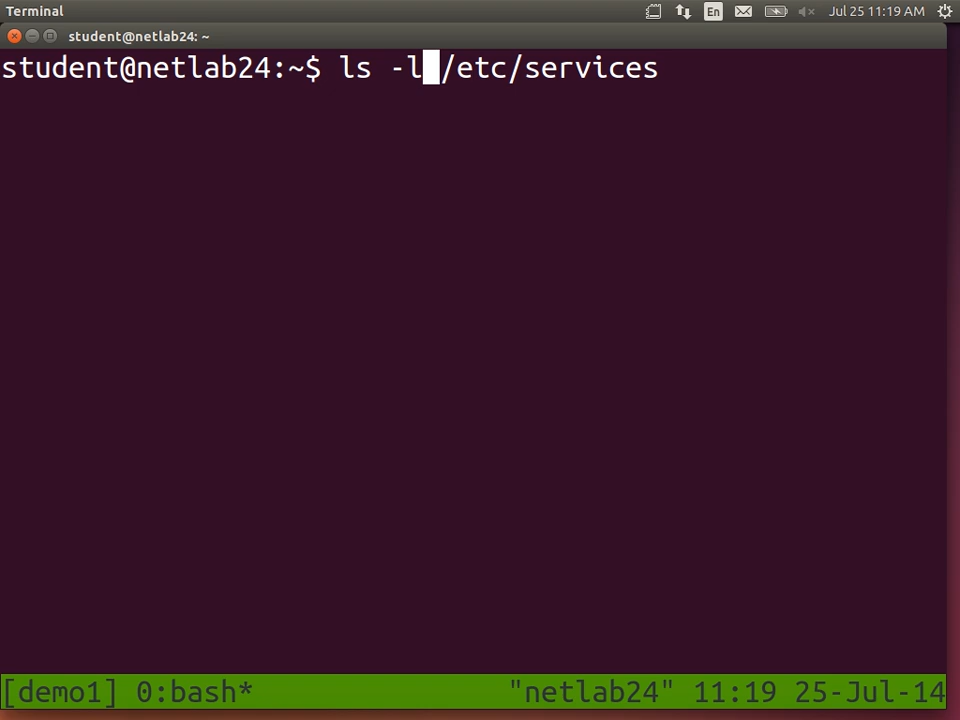 Terminal En Jul 25 11:19 AM
student@netlab24: ~
student@netlab24:~$ ls -l /etc/services
[demo1] 0:bash* "netlab24" 11:19 25-Jul-14